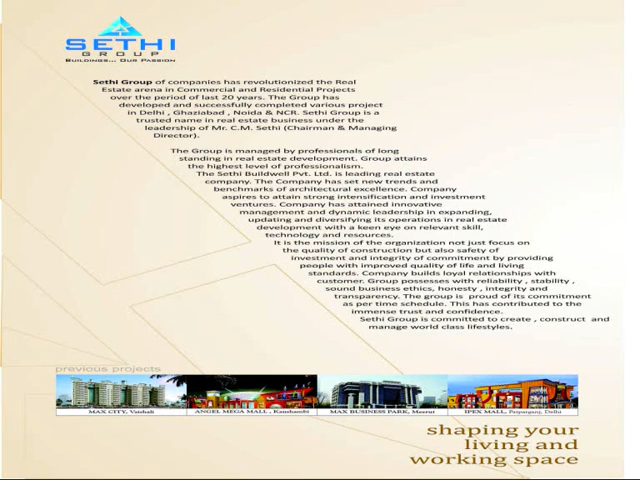 SETHI
GROUP
BUILDINGS... OUR PASSION
Sethi Group of companies has revolutionized the Real
Estate arena in Commercial and Residential Projects
over the period of last 20 years. The Group has
developed and successfully completed various project
in Delhi , Ghaziabad , Noida & NCR. Sethi Group is a
trusted name in real estate business under the
leadership of Mr. C.M. Sethi (Chairman & Managing
Director).
The Group is managed by professionals of long
standing in real estate development. Group attains
the highest level of professionalism.
The Sethi Buildwell Pvt. Ltd. is leading real estate
company. The Company has set new trends and
benchmarks of architectural excellence. Company
aspires to attain strong intensification and investment
ventures. Company has attained innovative
management and dynamic leadership in expanding,
updating and diversifying its operations in real estate
development with a keen eye on relevant skill,
technology and resources.
It is the mission of the organization not just focus on
the quality of construction but also safety of
investment and integrity of commitment by providing
people with improved quality of life and living
standards. Company builds loyal relationships with
customer. Group possesses with reliability , stability ,
sound business ethics, honesty , integrity and
transparency. The group is proud of its commitment
as per time schedule. This has contributed to the
immense trust and confidence.
Sethi Group is committed to create , construct and
manage world class lifestyles.
previous projects
MAX CITY, Vaishali
ANGEL MEGA MALL , Kaushambi
MAX BUSINESS PARK, Meerut
IPEX MALL, Patparganj, Delhi
shaping your
living and
working space